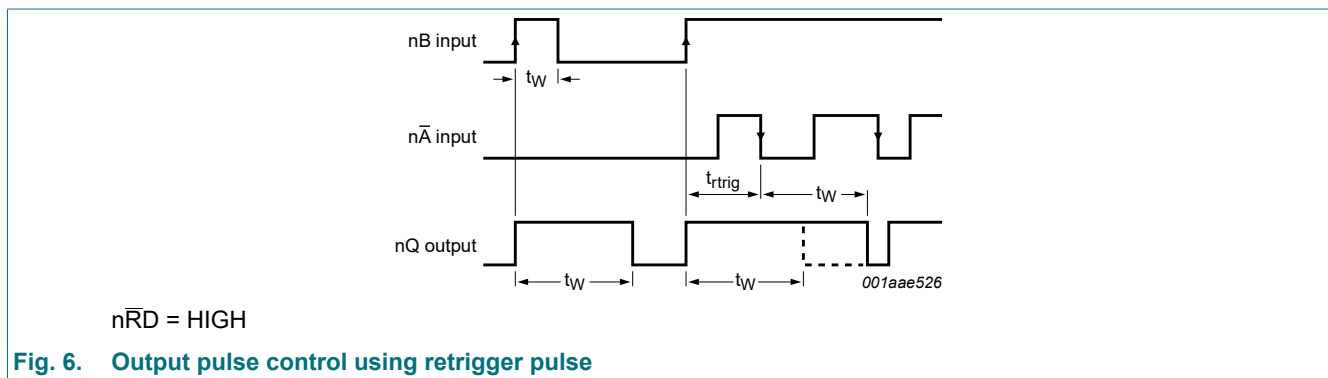 nB input
tW
nA̅ input
trtrig
tW
nQ output
tW
tW
001aae526
nR̅D = HIGH
Fig. 6. Output pulse control using retrigger pulse